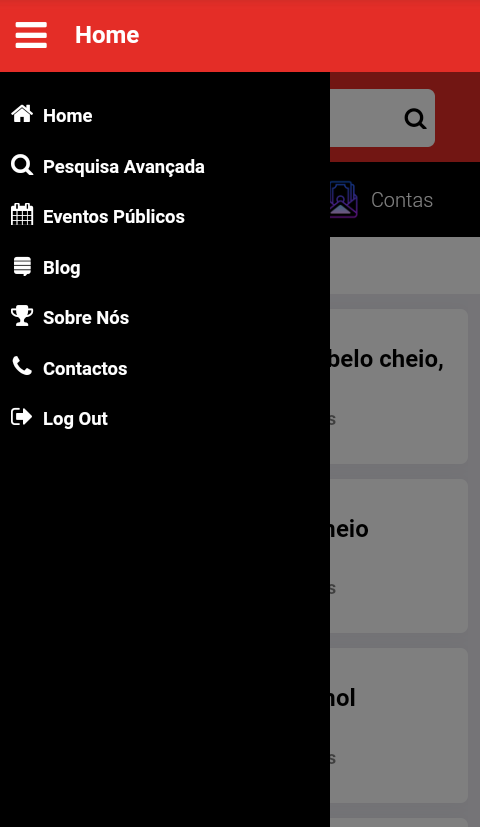 Home
Home
Pesquisa Avançada
Eventos Públicos
Blog
Sobre Nós
Contactos
Log Out
Contas
belo cheio,
s
heio
s
nol
s